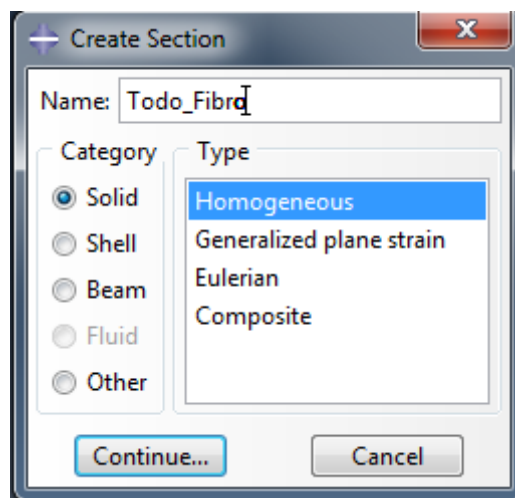 Create Section
Name: Todo_Fibro
Category
Type
Solid
Homogeneous
Shell
Generalized plane strain
Beam
Eulerian
Fluid
Composite
Other
Continue...
Cancel